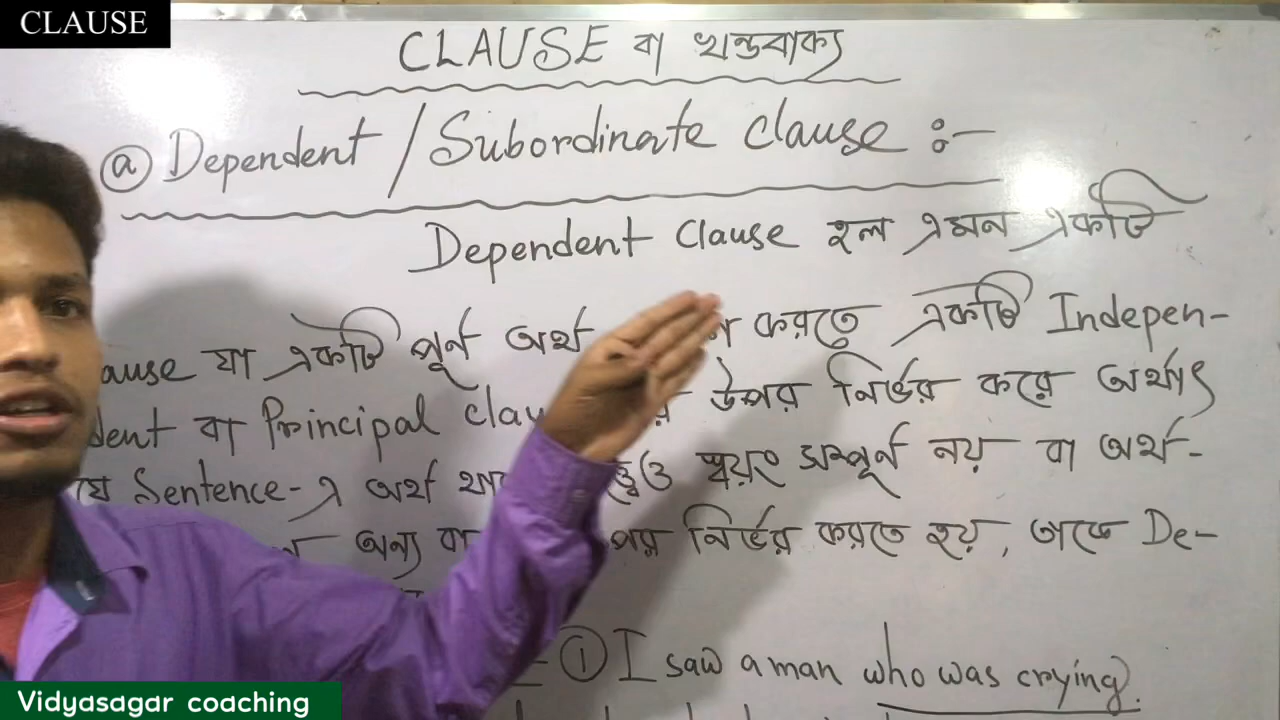 CLAUSE
CLAUSE বা খন্ডবাক্য
ⓐ Dependent / Subordinate Clause :-
Dependent Clause হল এমন একটি
ause যা একটি পূর্ন অর্থ করতে একটি Indepen-
dent বা Principal Clau উপর নির্ভর করে অর্থাৎ
যে Sentence-এ অর্থ থা ত্ত্বেও স্বয়ং সম্পূর্ন নয় বা অর্থ-
অন্য বা পর নির্ভর করতে হয়, তাকে De-
① I saw a man who was crying.
Vidyasagar coaching